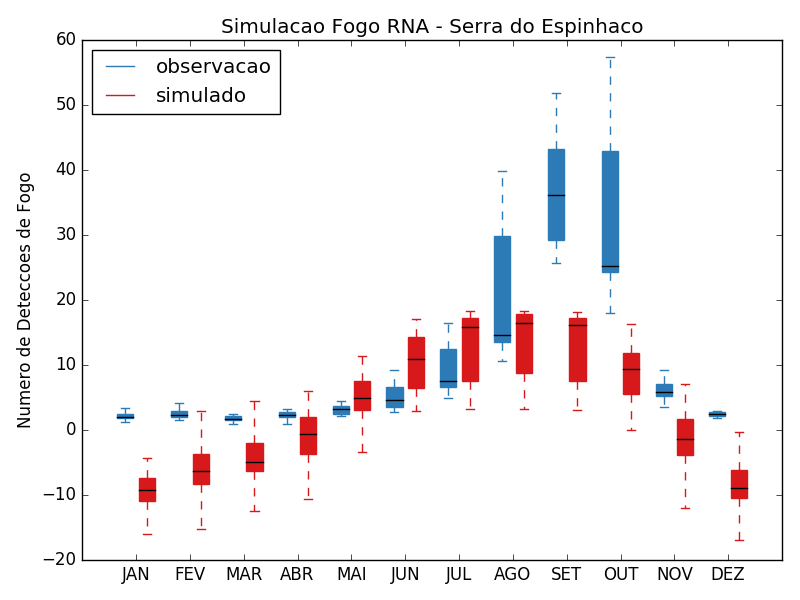 Simulacao Fogo RNA - Serra do Espinhaco
observacao
simulado
Numero de Deteccoes de Fogo
60
50
40
30
20
10
0
−10
−20
JAN FEV MAR ABR MAI JUN JUL AGO SET OUT NOV DEZ